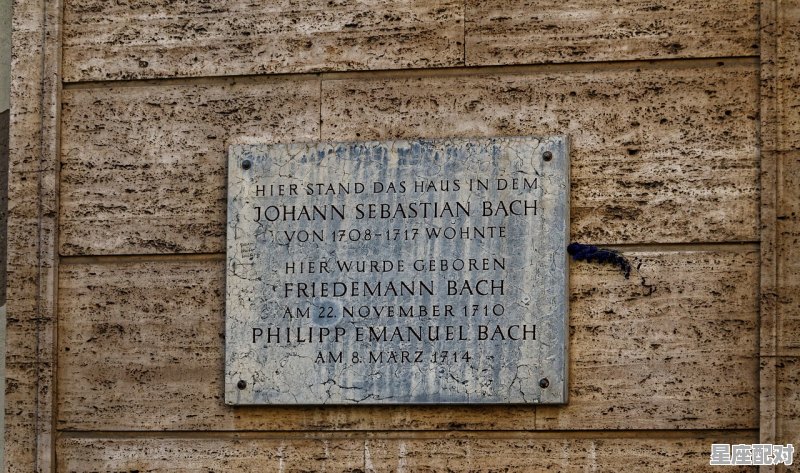 HIER STAND DAS HAUS IN DEM
JOHANN SEBASTIAN BACH
VON 1708-1717 WOHNTE
HIER WURDE GEBOREN
FRIEDEMANN BACH
AM 22. NOVEMBER 1710
PHILIPP EMANUEL BACH
AM 8. MÄRZ 1714
星座配对